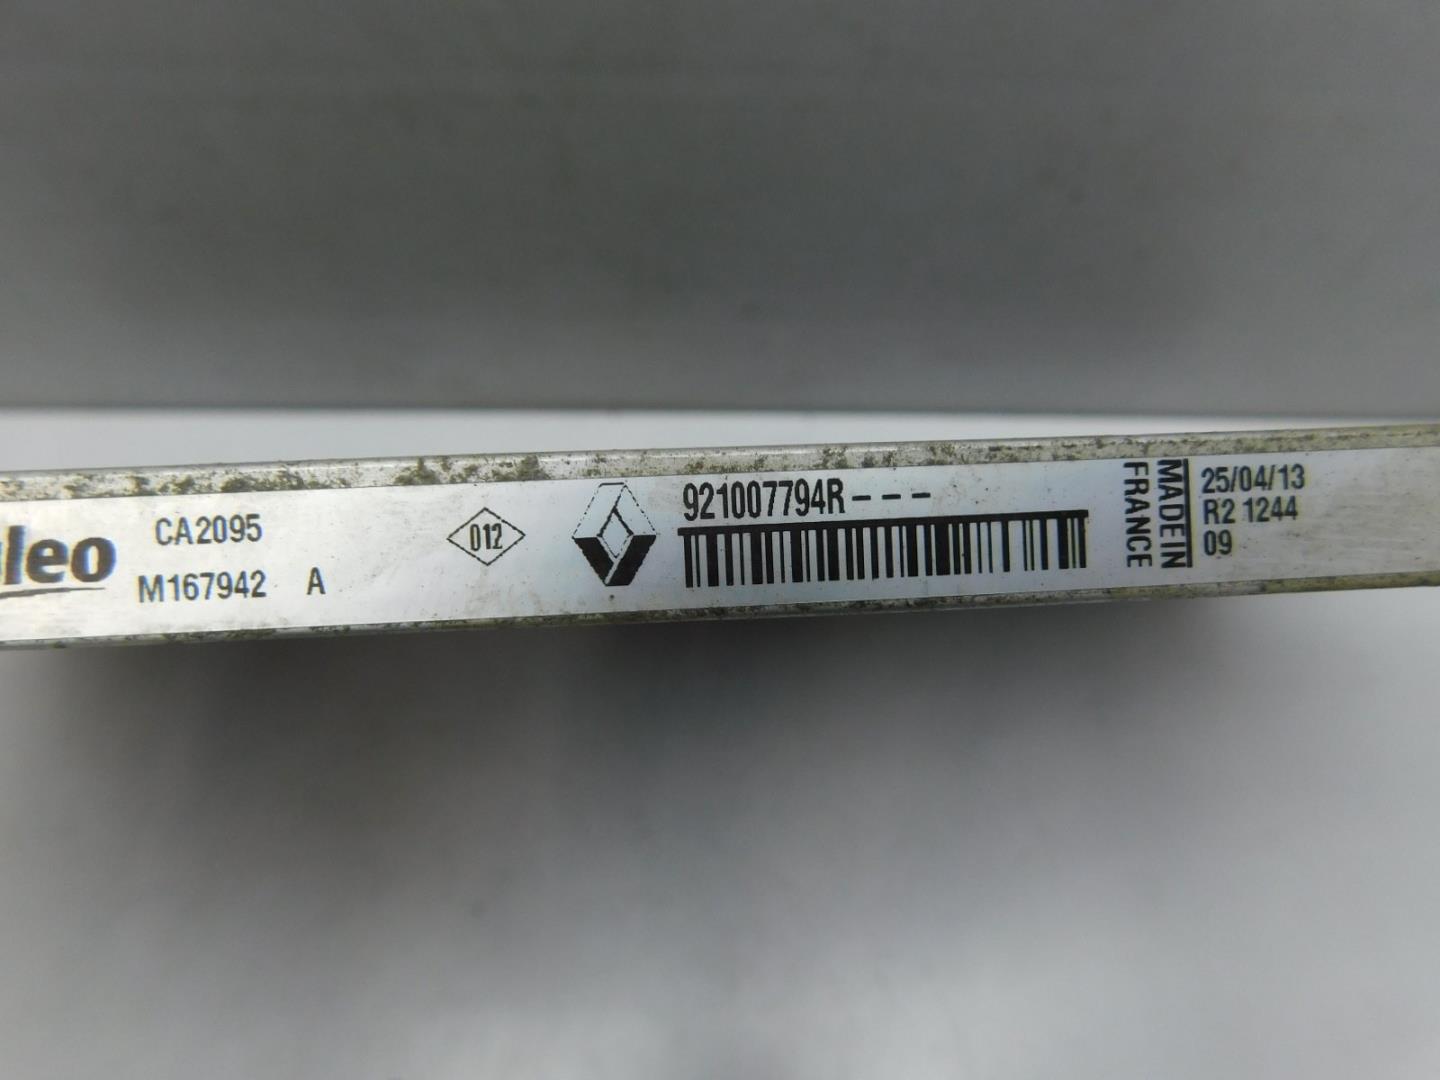 leo
CA2095
M167942 A
012
921007794R---
MADE IN
FRANCE
25/04/13
R2 1244
09